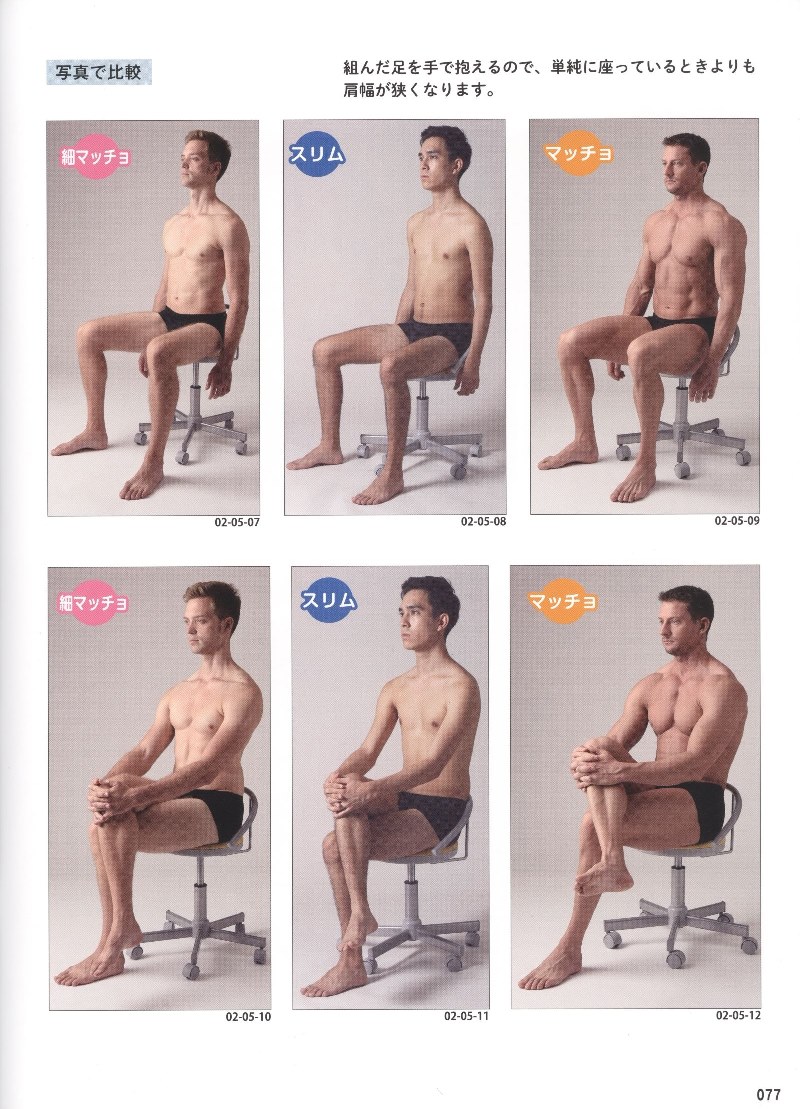 写真で比較
組んだ足を手で抱えるので、単純に座っているときよりも
肩幅が狭くなります。
細マッチョ
スリム
マッチョ
02-05-07
02-05-08
02-05-09
細マッチョ
スリム
マッチョ
02-05-10
02-05-11
02-05-12
077